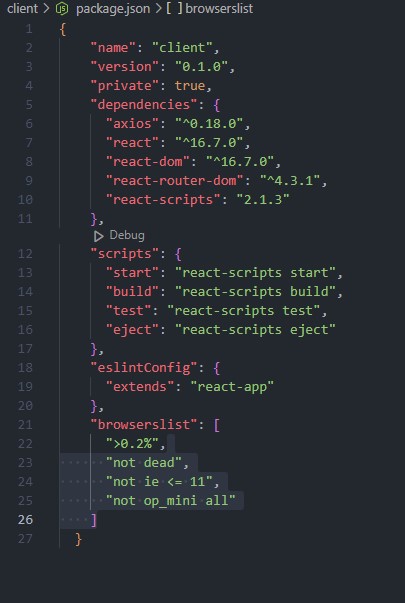 client > package.json > [ ] browserslist
1 {
2 "name": "client",
3 "version": "0.1.0",
4 "private": true,
5 "dependencies": {
6 "axios": "^0.18.0",
7 "react": "^16.7.0",
8 "react-dom": "^16.7.0",
9 "react-router-dom": "^4.3.1",
10 "react-scripts": "2.1.3"
11 },
Debug
12 "scripts": {
13 "start": "react-scripts start",
14 "build": "react-scripts build",
15 "test": "react-scripts test",
16 "eject": "react-scripts eject"
17 },
18 "eslintConfig": {
19 "extends": "react-app"
20 },
21 "browserslist": [
22 ">0.2%",
23 "not dead",
24 "not ie <= 11",
25 "not op_mini all"
26 ]
27 }